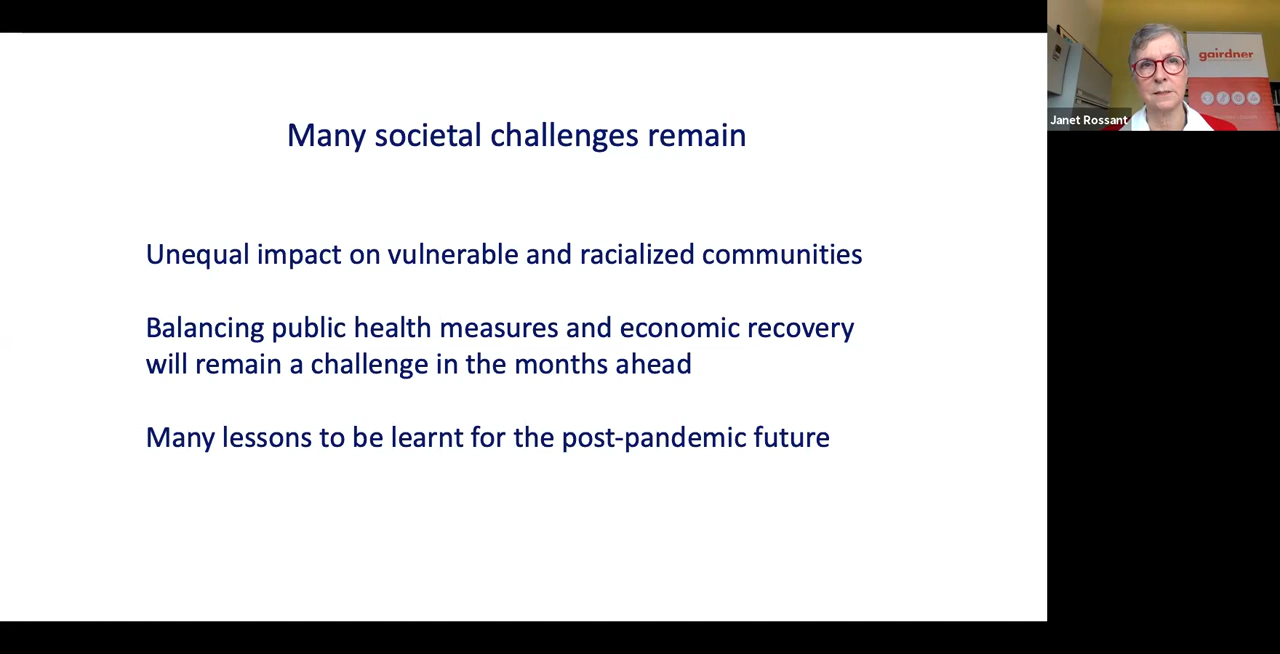 Many societal challenges remain
Unequal impact on vulnerable and racialized communities
Balancing public health measures and economic recovery
will remain a challenge in the months ahead
Many lessons to be learnt for the post-pandemic future
gairdner
Janet Rossant